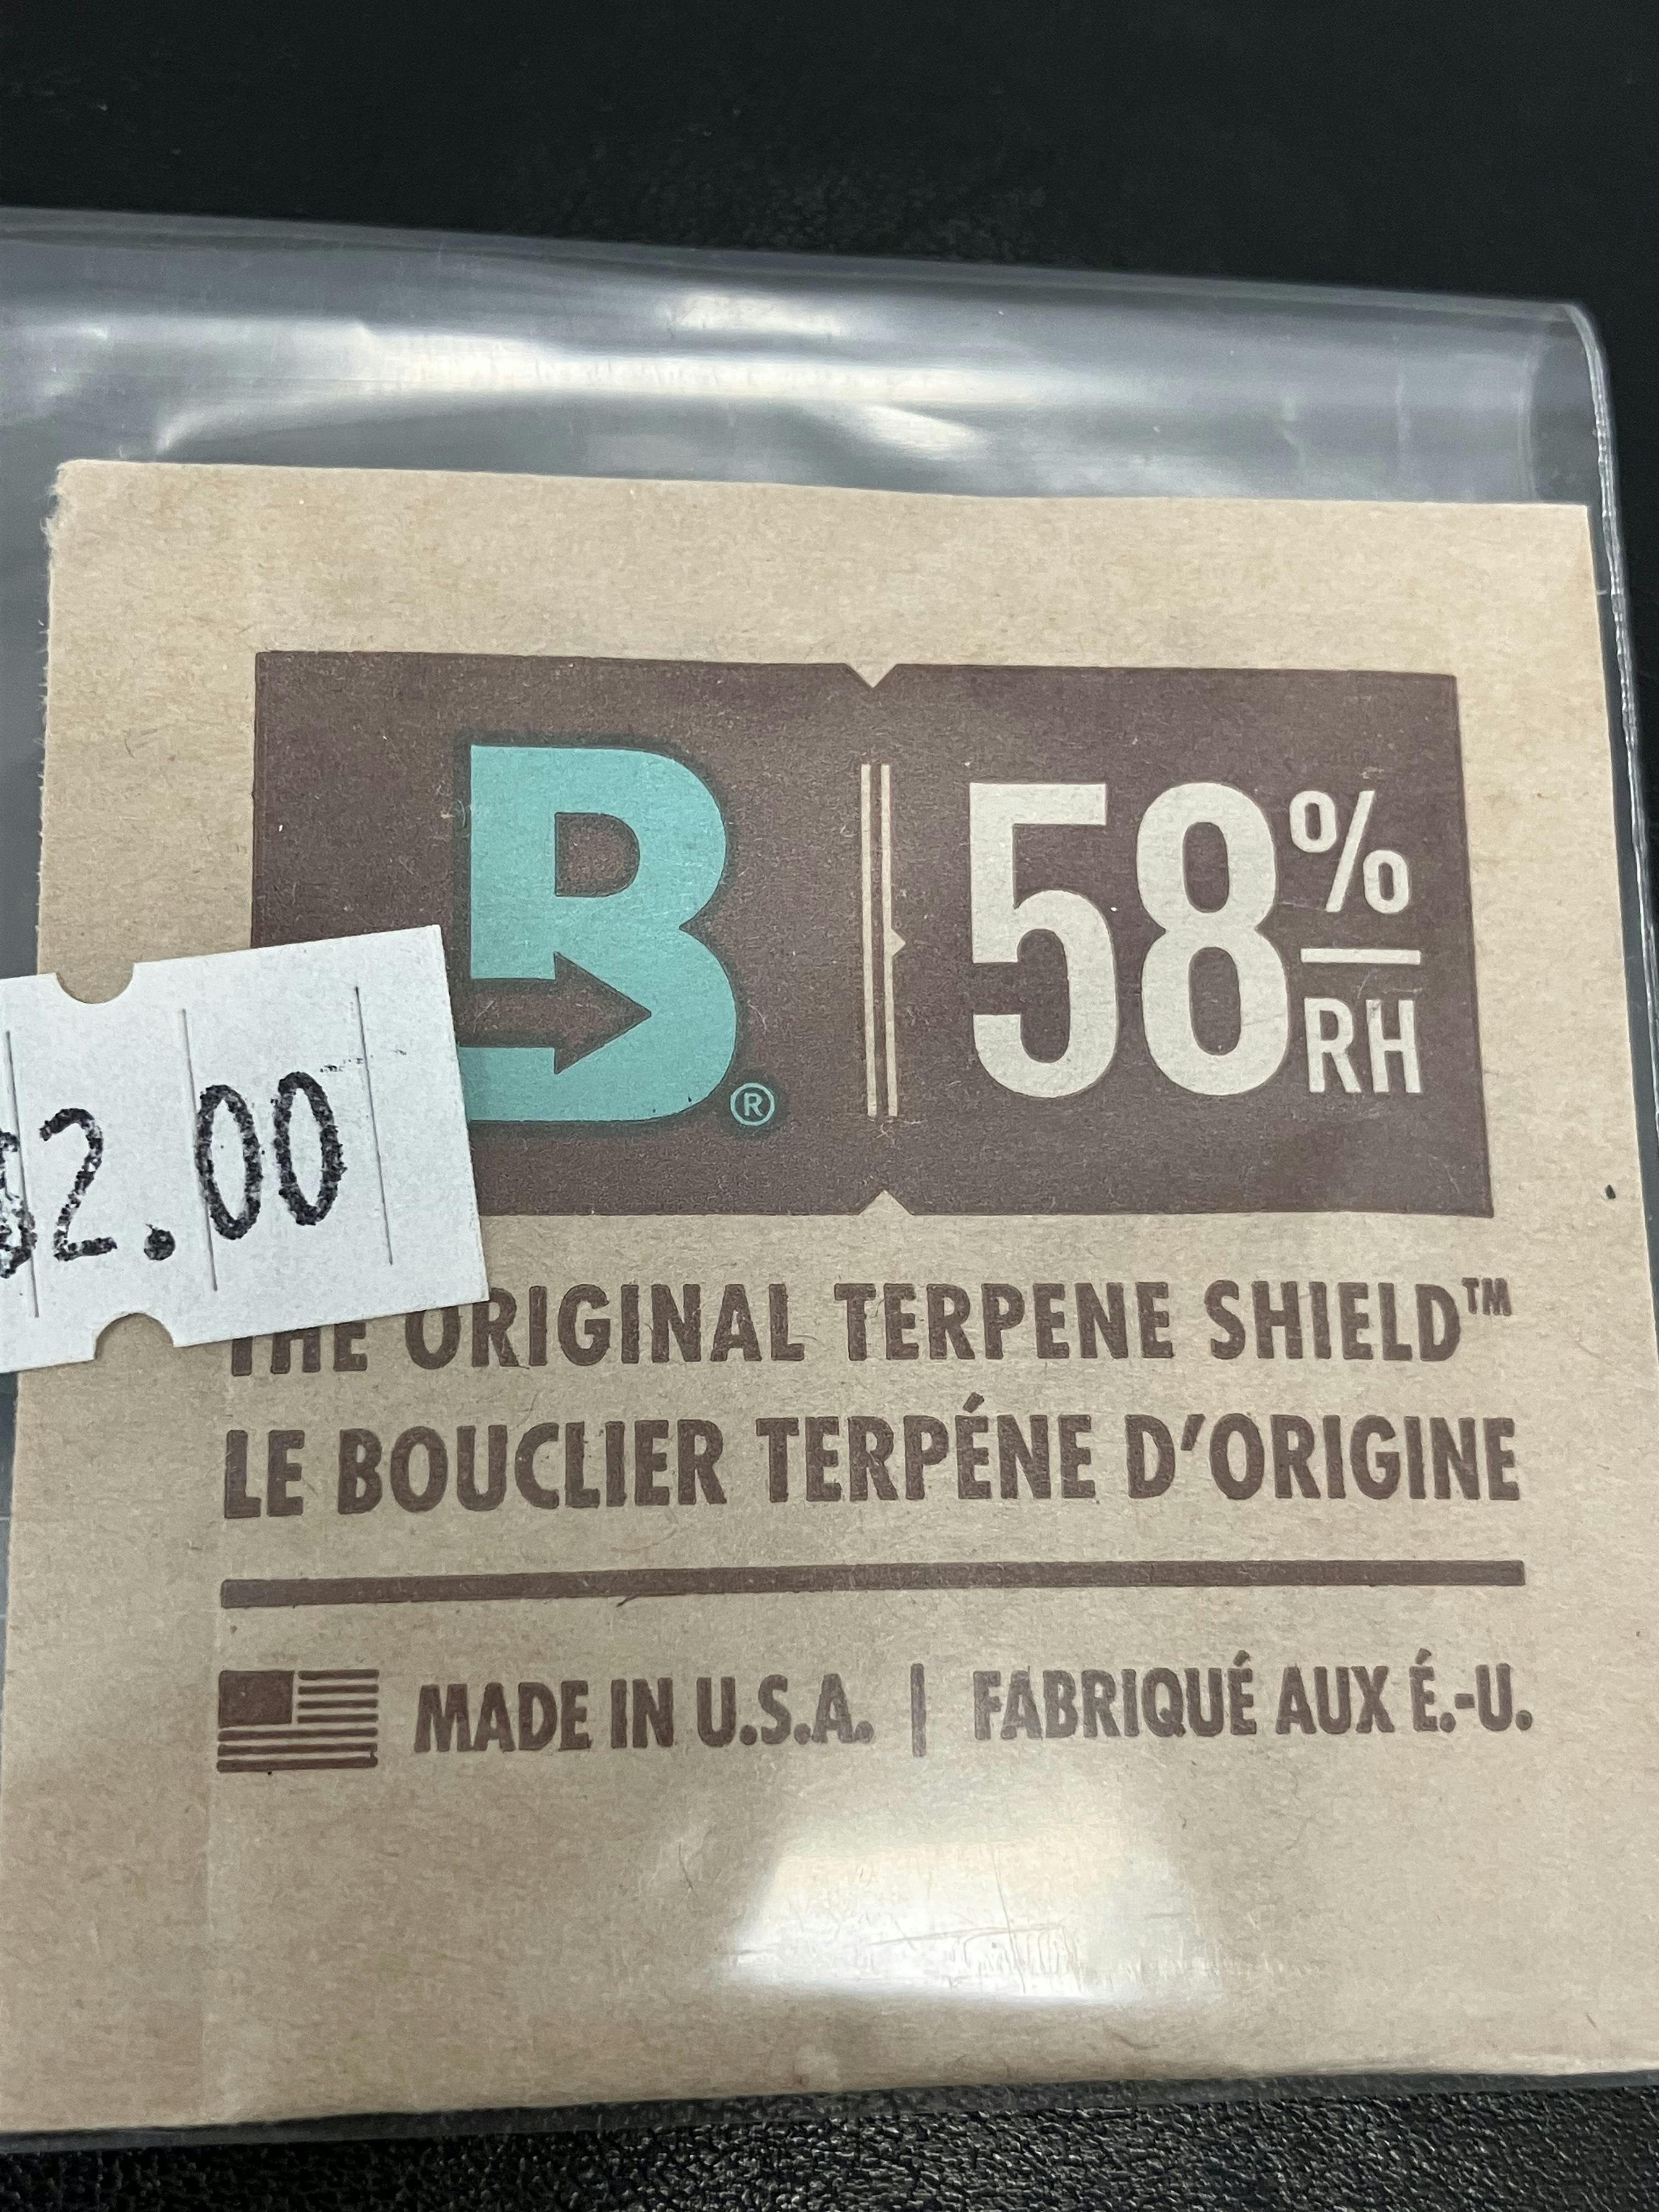 B®
58%
RH
$2.00
THE ORIGINAL TERPENE SHIELD™
LE BOUCLIER TERPÉNE D'ORIGINE
MADE IN U.S.A. | FABRIQUÉ AUX É.-U.